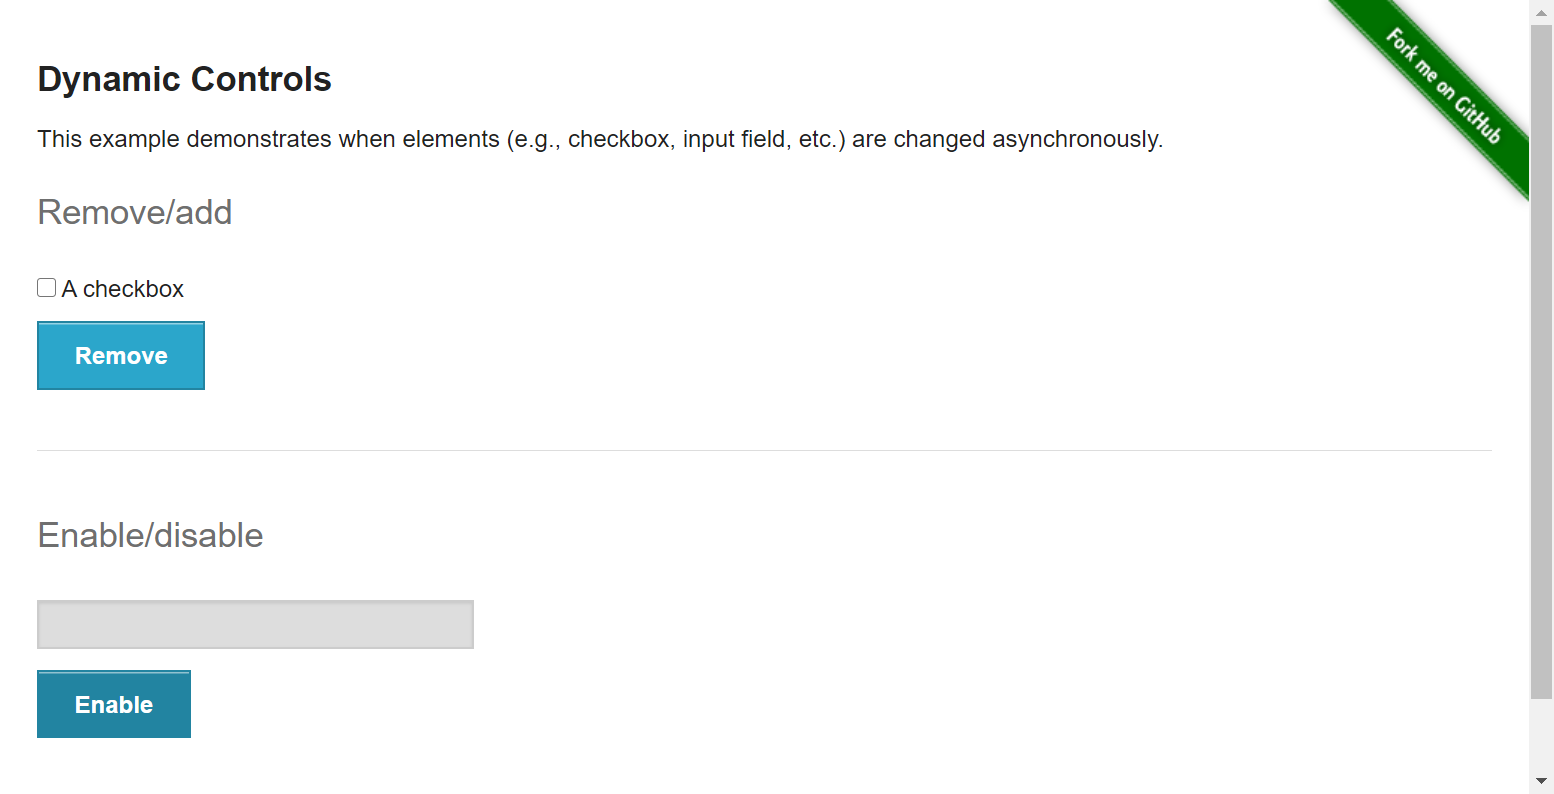 Fork me on GitHub
Dynamic Controls
This example demonstrates when elements (e.g., checkbox, input field, etc.) are changed asynchronously.
Remove/add
A checkbox
Remove
Enable/disable
Enable